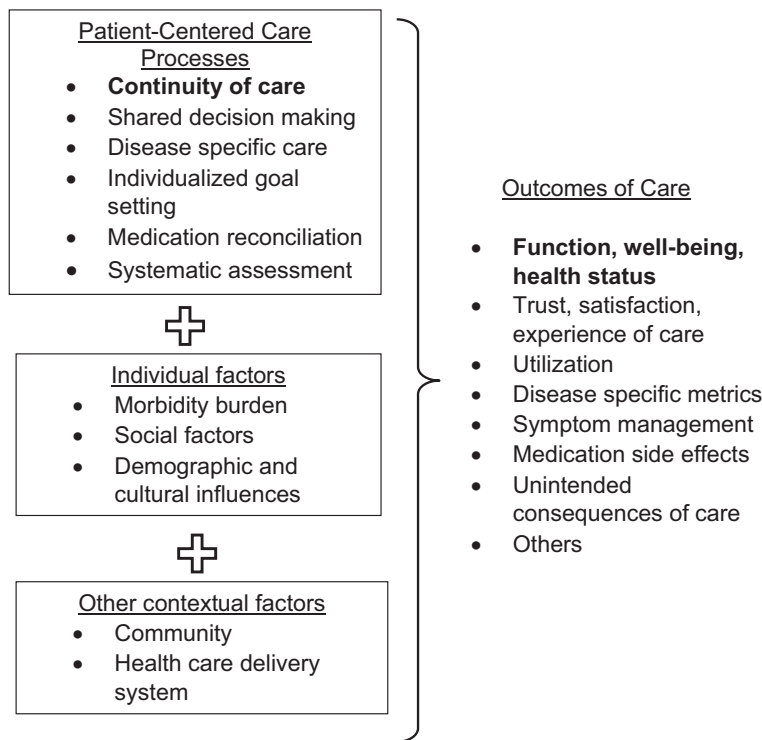 Patient-Centered Care
Processes
• Continuity of care
• Shared decision making
• Disease specific care
• Individualized goal
setting
• Medication reconciliation
• Systematic assessment
Individual factors
• Morbidity burden
• Social factors
• Demographic and
cultural influences
Other contextual factors
• Community
• Health care delivery
system
Outcomes of Care
• Function, well-being,
health status
• Trust, satisfaction,
experience of care
• Utilization
• Disease specific metrics
• Symptom management
• Medication side effects
• Unintended
consequences of care
• Others